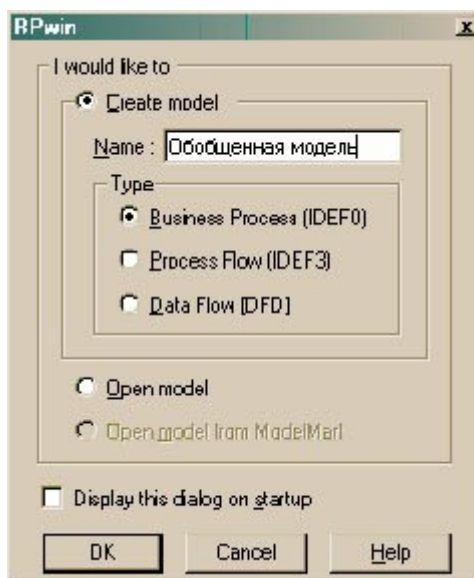 BPwin
I would like to
Create model
Name : Обобщенная модель
Type
Business Process (IDEF0)
Process Flow (IDEF3)
Data Flow (DFD)
Open model
Open model from ModelMart
Display this dialog on startup
OK Cancel Help